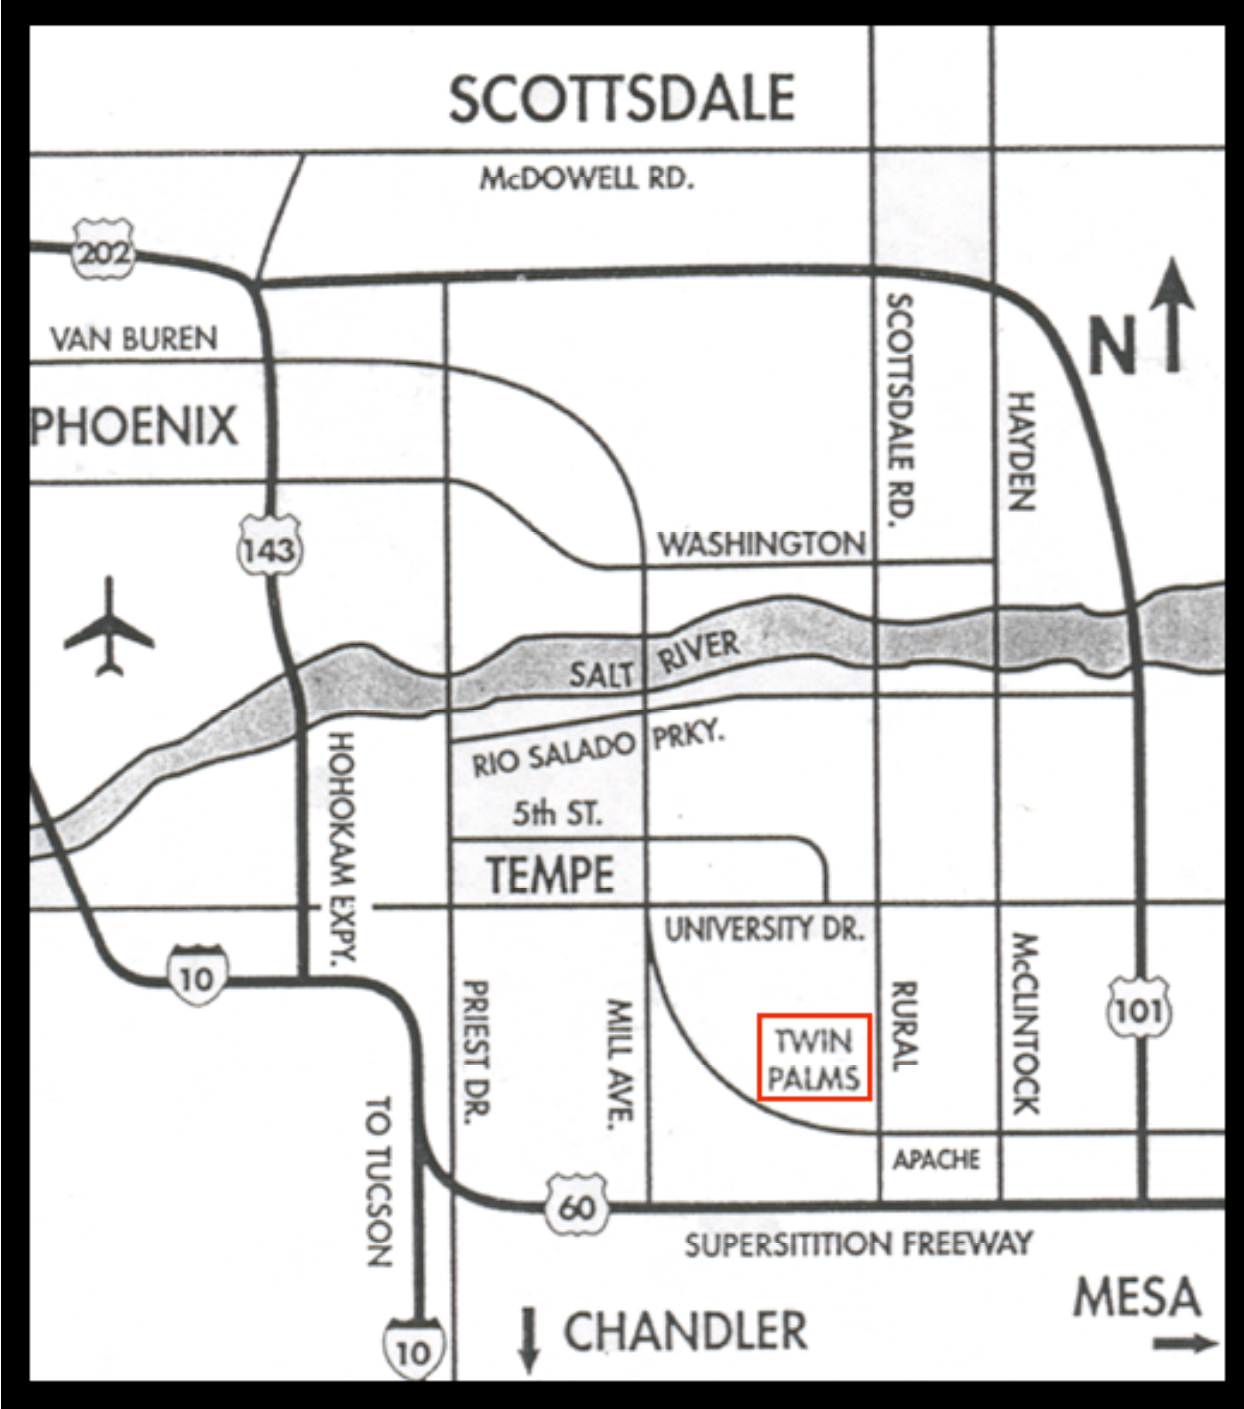 SCOTTSDALE
McDOWELL RD.
202
VAN BUREN
SCOTTSDALE RD.
N
PHOENIX
HAYDEN
143
WASHINGTON
SALT RIVER
RIO SALADO PRKY.
HOHOKAM EXPY.
5th ST.
TEMPE
UNIVERSITY DR.
10
PRIEST DR.
MILL AVE.
TWIN
PALMS
RURAL
McCLINTOCK
101
TO TUCSON
APACHE
60
SUPERSITITION FREEWAY
MESA
CHANDLER
10